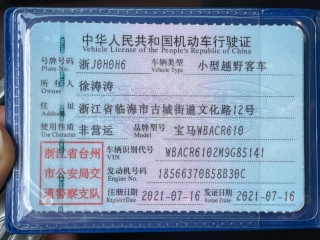 中华人民共和国机动车行驶证
Vehicle License of the People's Republic of China
号牌号码 Plate No. 浙J0H0H6 车辆类型 Vehicle Type 小型越野客车
所有人 Owner 徐涛涛
住址 Address 浙江省临海市古城街道文化路12号
使用性质 Use Character 非营运 品牌型号 Model 宝马WBACR610
浙江省台州
市公安局交
通警察支队
车辆识别代号 VIN WBACR6102M9G85141
发动机号码 Engine No. 18566370B58B30C
注册日期 Register Date 2021-07-16 发证日期 Issue Date 2021-07-16